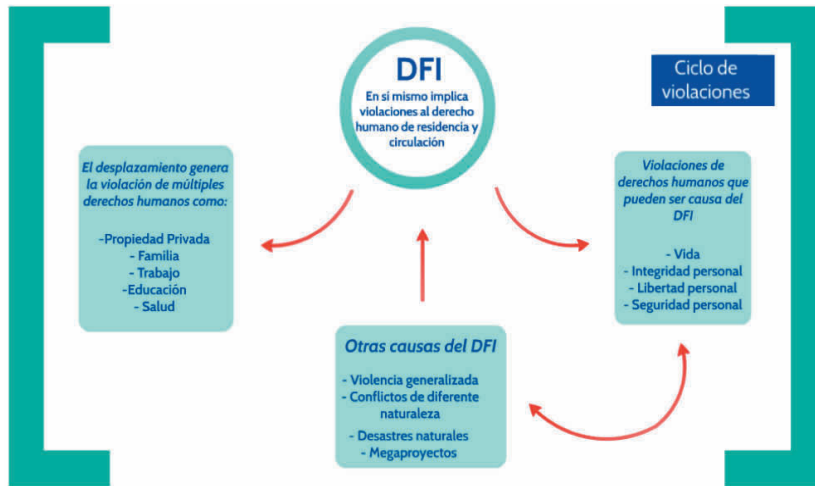 DFI
En si mismo implica
violaciones al derecho
humano de residencia y
circulación
Ciclo de
violaciones
El desplazamiento genera
la violación de múltiples
derechos humanos como:
-Propiedad Privada
- Familia
- Trabajo
-Educación
- Salud
Violaciones de
derechos humanos que
pueden ser causa del
DFI
- Vida
- Integridad personal
- Libertad personal
- Seguridad personal
Otras causas del DFI
- Violencia generalizada
- Conflictos de diferente
naturaleza
- Desastres naturales
- Megaproyectos